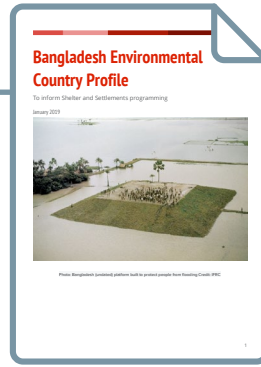 Bangladesh Environmental
Country Profile
To inform Shelter and Settlements programming
January 2019
Photo: Bangladesh (undated) platform built to protect people from flooding Credit IFRC
1